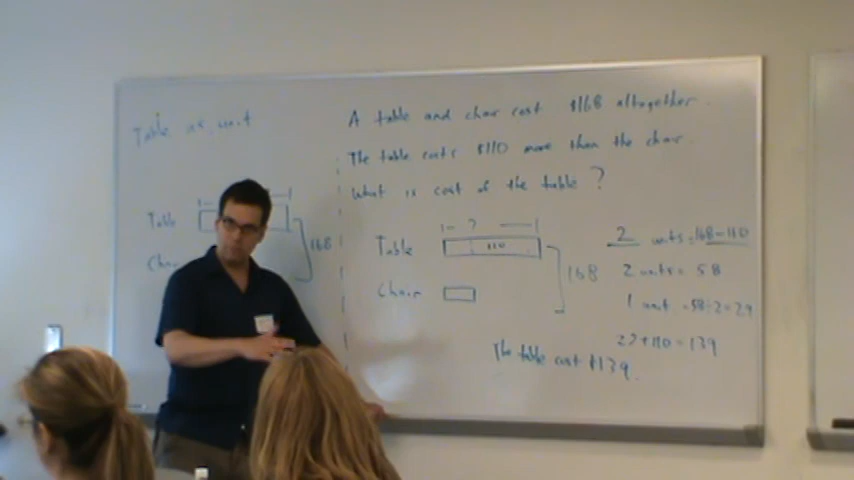 Table as unit
Table
Chair
168
A table and chair cost $168 altogether.
The table costs $110 more than the chair.
What is cost of the table?
Table
?
110
Chair
168
2 units = 168-110
2 units = 58
1 unit = 58÷2=29
29+110=139
The table cost $139.